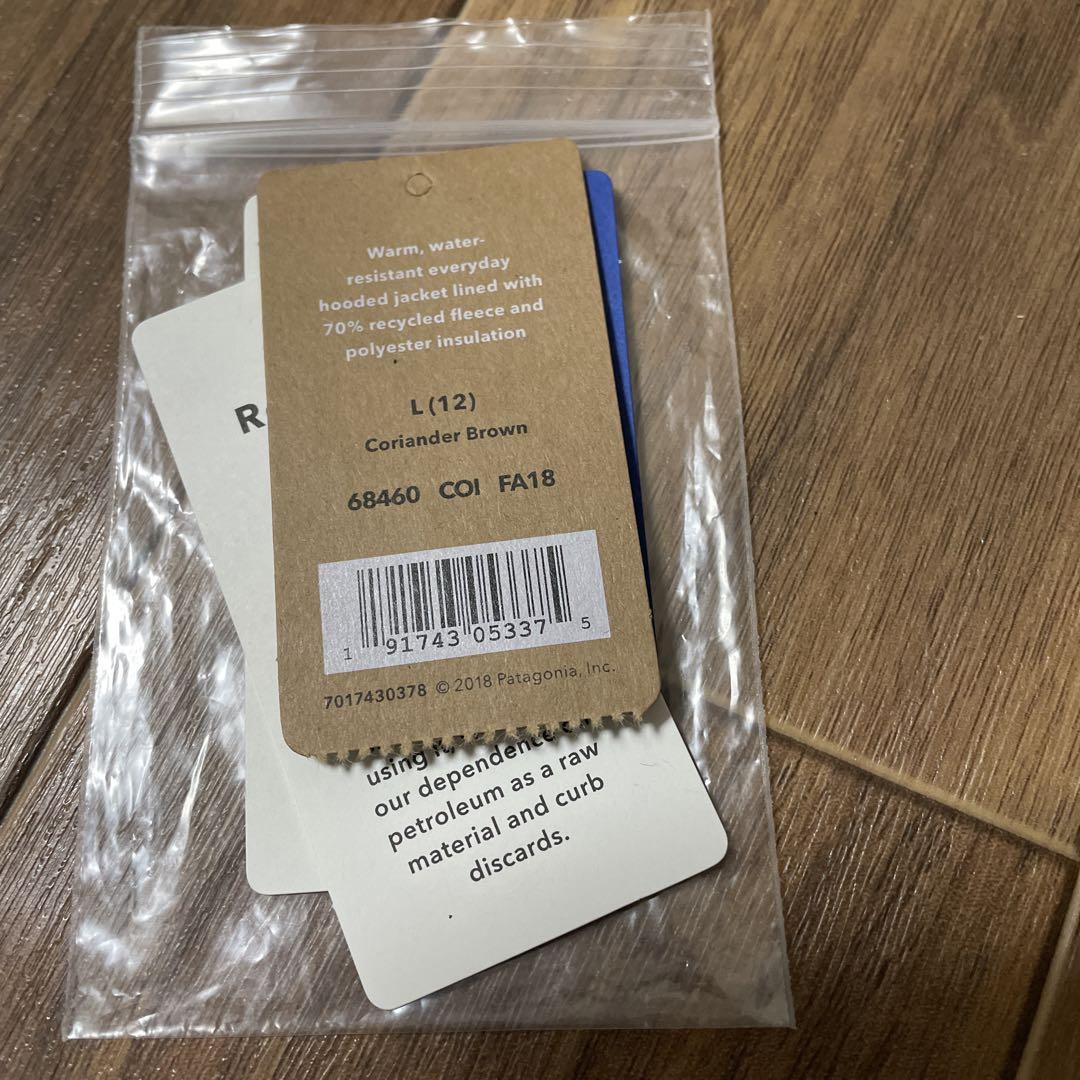 Warm, water-
resistant everyday
hooded jacket lined with
70% recycled fleece and
polyester insulation
L (12)
Coriander Brown
68460 COI FA18
1 91743 05337 5
7017430378 © 2018 Patagonia, Inc.
using
our dependence
petroleum as a raw
material and curb
discards.